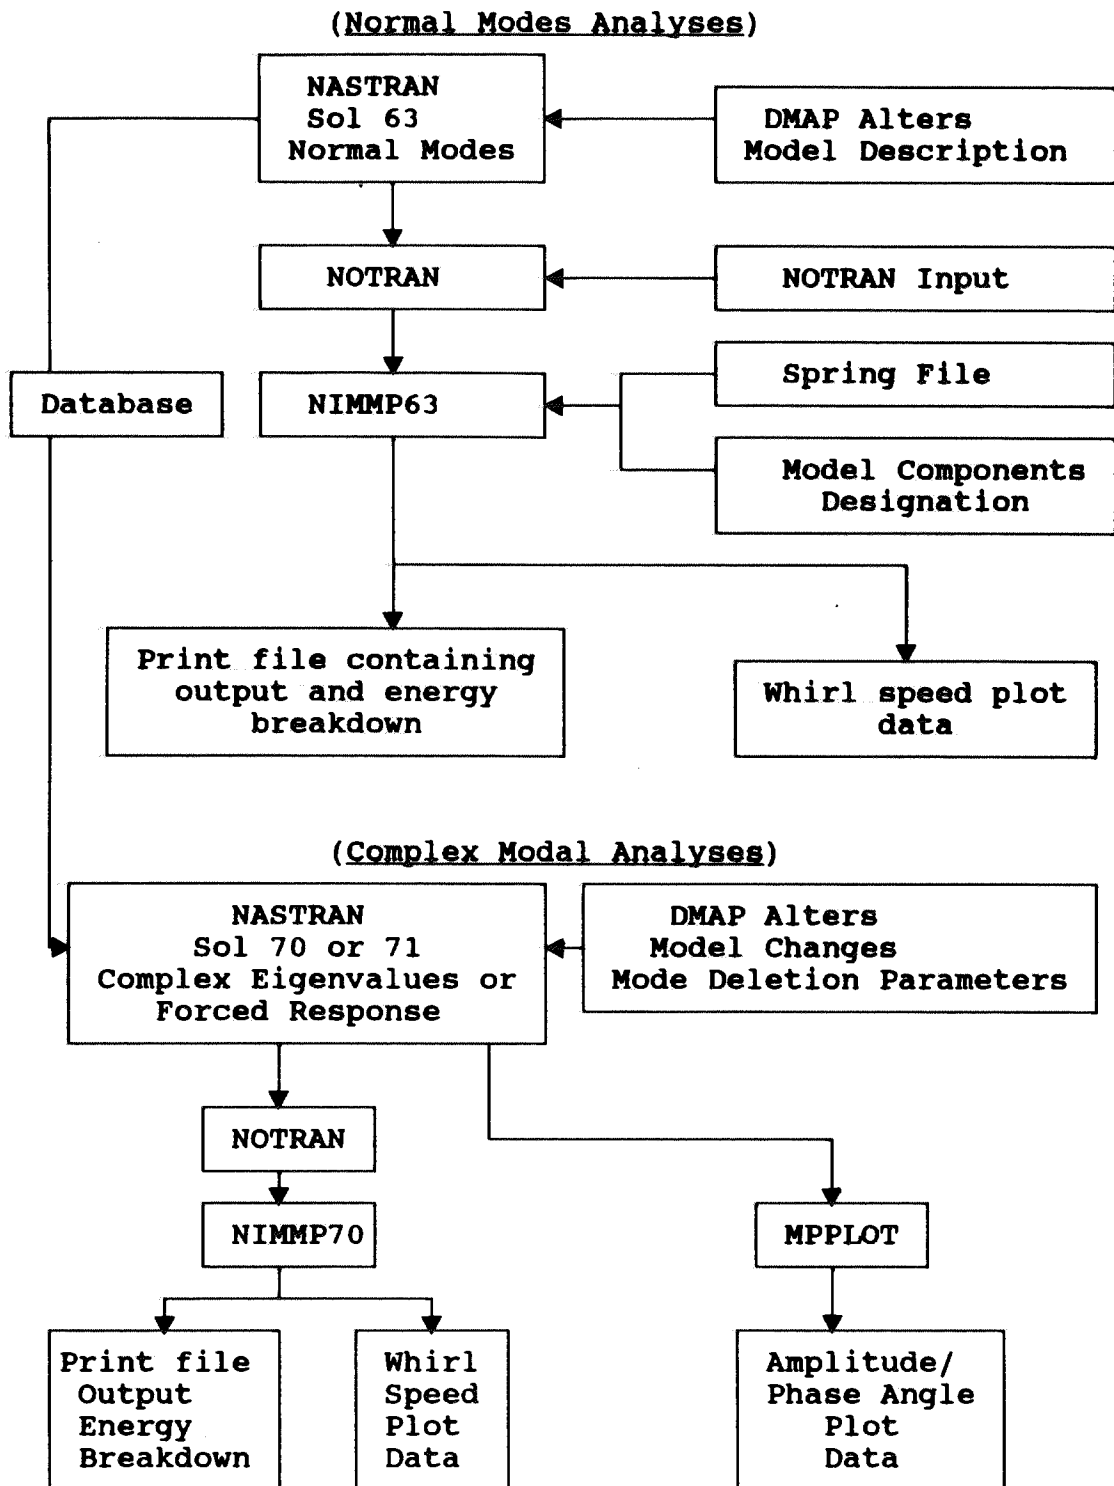 (Normal Modes Analyses)
NASTRAN
Sol 63
Normal Modes
DMAP Alters
Model Description
NOTRAN
NOTRAN Input
Database
NIMMP63
Spring File
Model Components
Designation
Print file containing
output and energy
breakdown
Whirl speed plot
data
(Complex Modal Analyses)
NASTRAN
Sol 70 or 71
Complex Eigenvalues or
Forced Response
DMAP Alters
Model Changes
Mode Deletion Parameters
NOTRAN
NIMMP70
MPPLOT
Print file
Output
Energy
Breakdown
Whirl
Speed
Plot
Data
Amplitude/
Phase Angle
Plot
Data